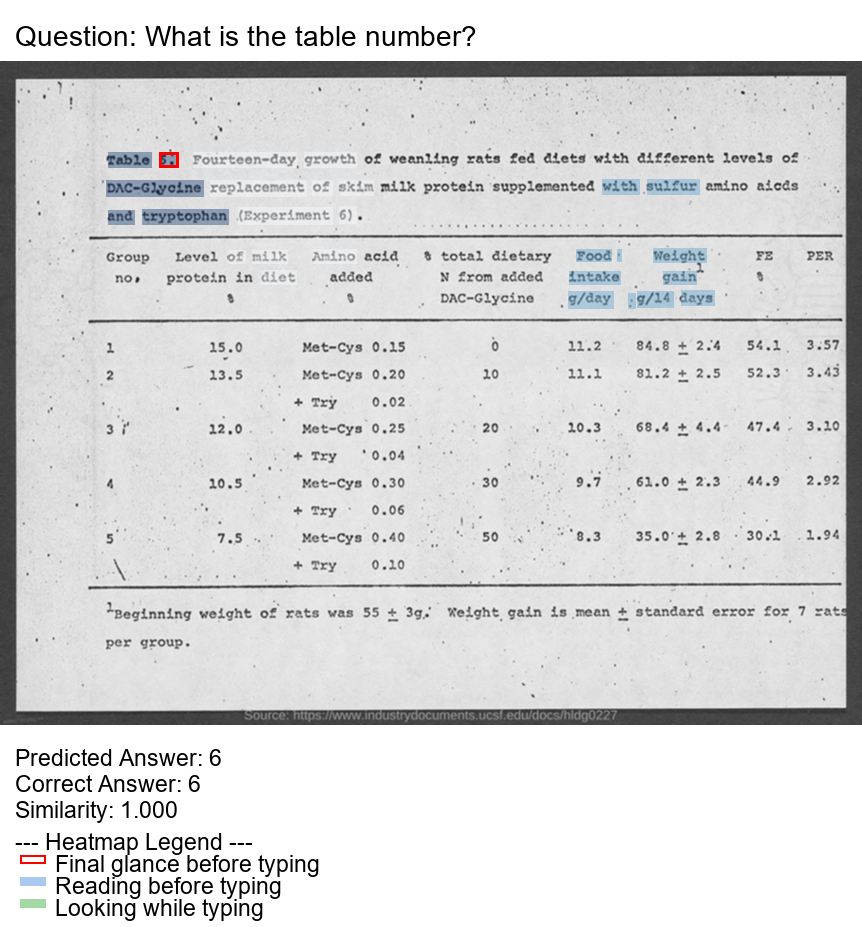 Question: What is the table number?
Table 6. Fourteen-day growth of weanling rats fed diets with different levels of
DAC-Glycine replacement of skim milk protein supplemented with sulfur amino aicds
and tryptophan (Experiment 6).
Group Level of milk Amino acid % total dietary Food Weight FE PER
no. protein in diet added N from added intake gain1 %
% % DAC-Glycine g/day g/14 days
1 15.0 Met-Cys 0.15 0 11.2 84.8 ± 2.4 54.1 3.57
2 13.5 Met-Cys 0.20 10 11.1 81.2 ± 2.5 52.3 3.43
+ Try 0.02
3 12.0 Met-Cys 0.25 20 10.3 68.4 ± 4.4 47.4 3.10
+ Try 0.04
4 10.5 Met-Cys 0.30 30 9.7 61.0 ± 2.3 44.9 2.92
+ Try 0.06
5 7.5 Met-Cys 0.40 50 8.3 35.0 ± 2.8 30.1 1.94
+ Try 0.10
1Beginning weight of rats was 55 ± 3g. Weight gain is mean ± standard error for 7 rats
per group.
Source: https://www.industrydocuments.ucsf.edu/docs/hldg0227
Predicted Answer: 6
Correct Answer: 6
Similarity: 1.000
--- Heatmap Legend ---
Final glance before typing
Reading before typing
Looking while typing